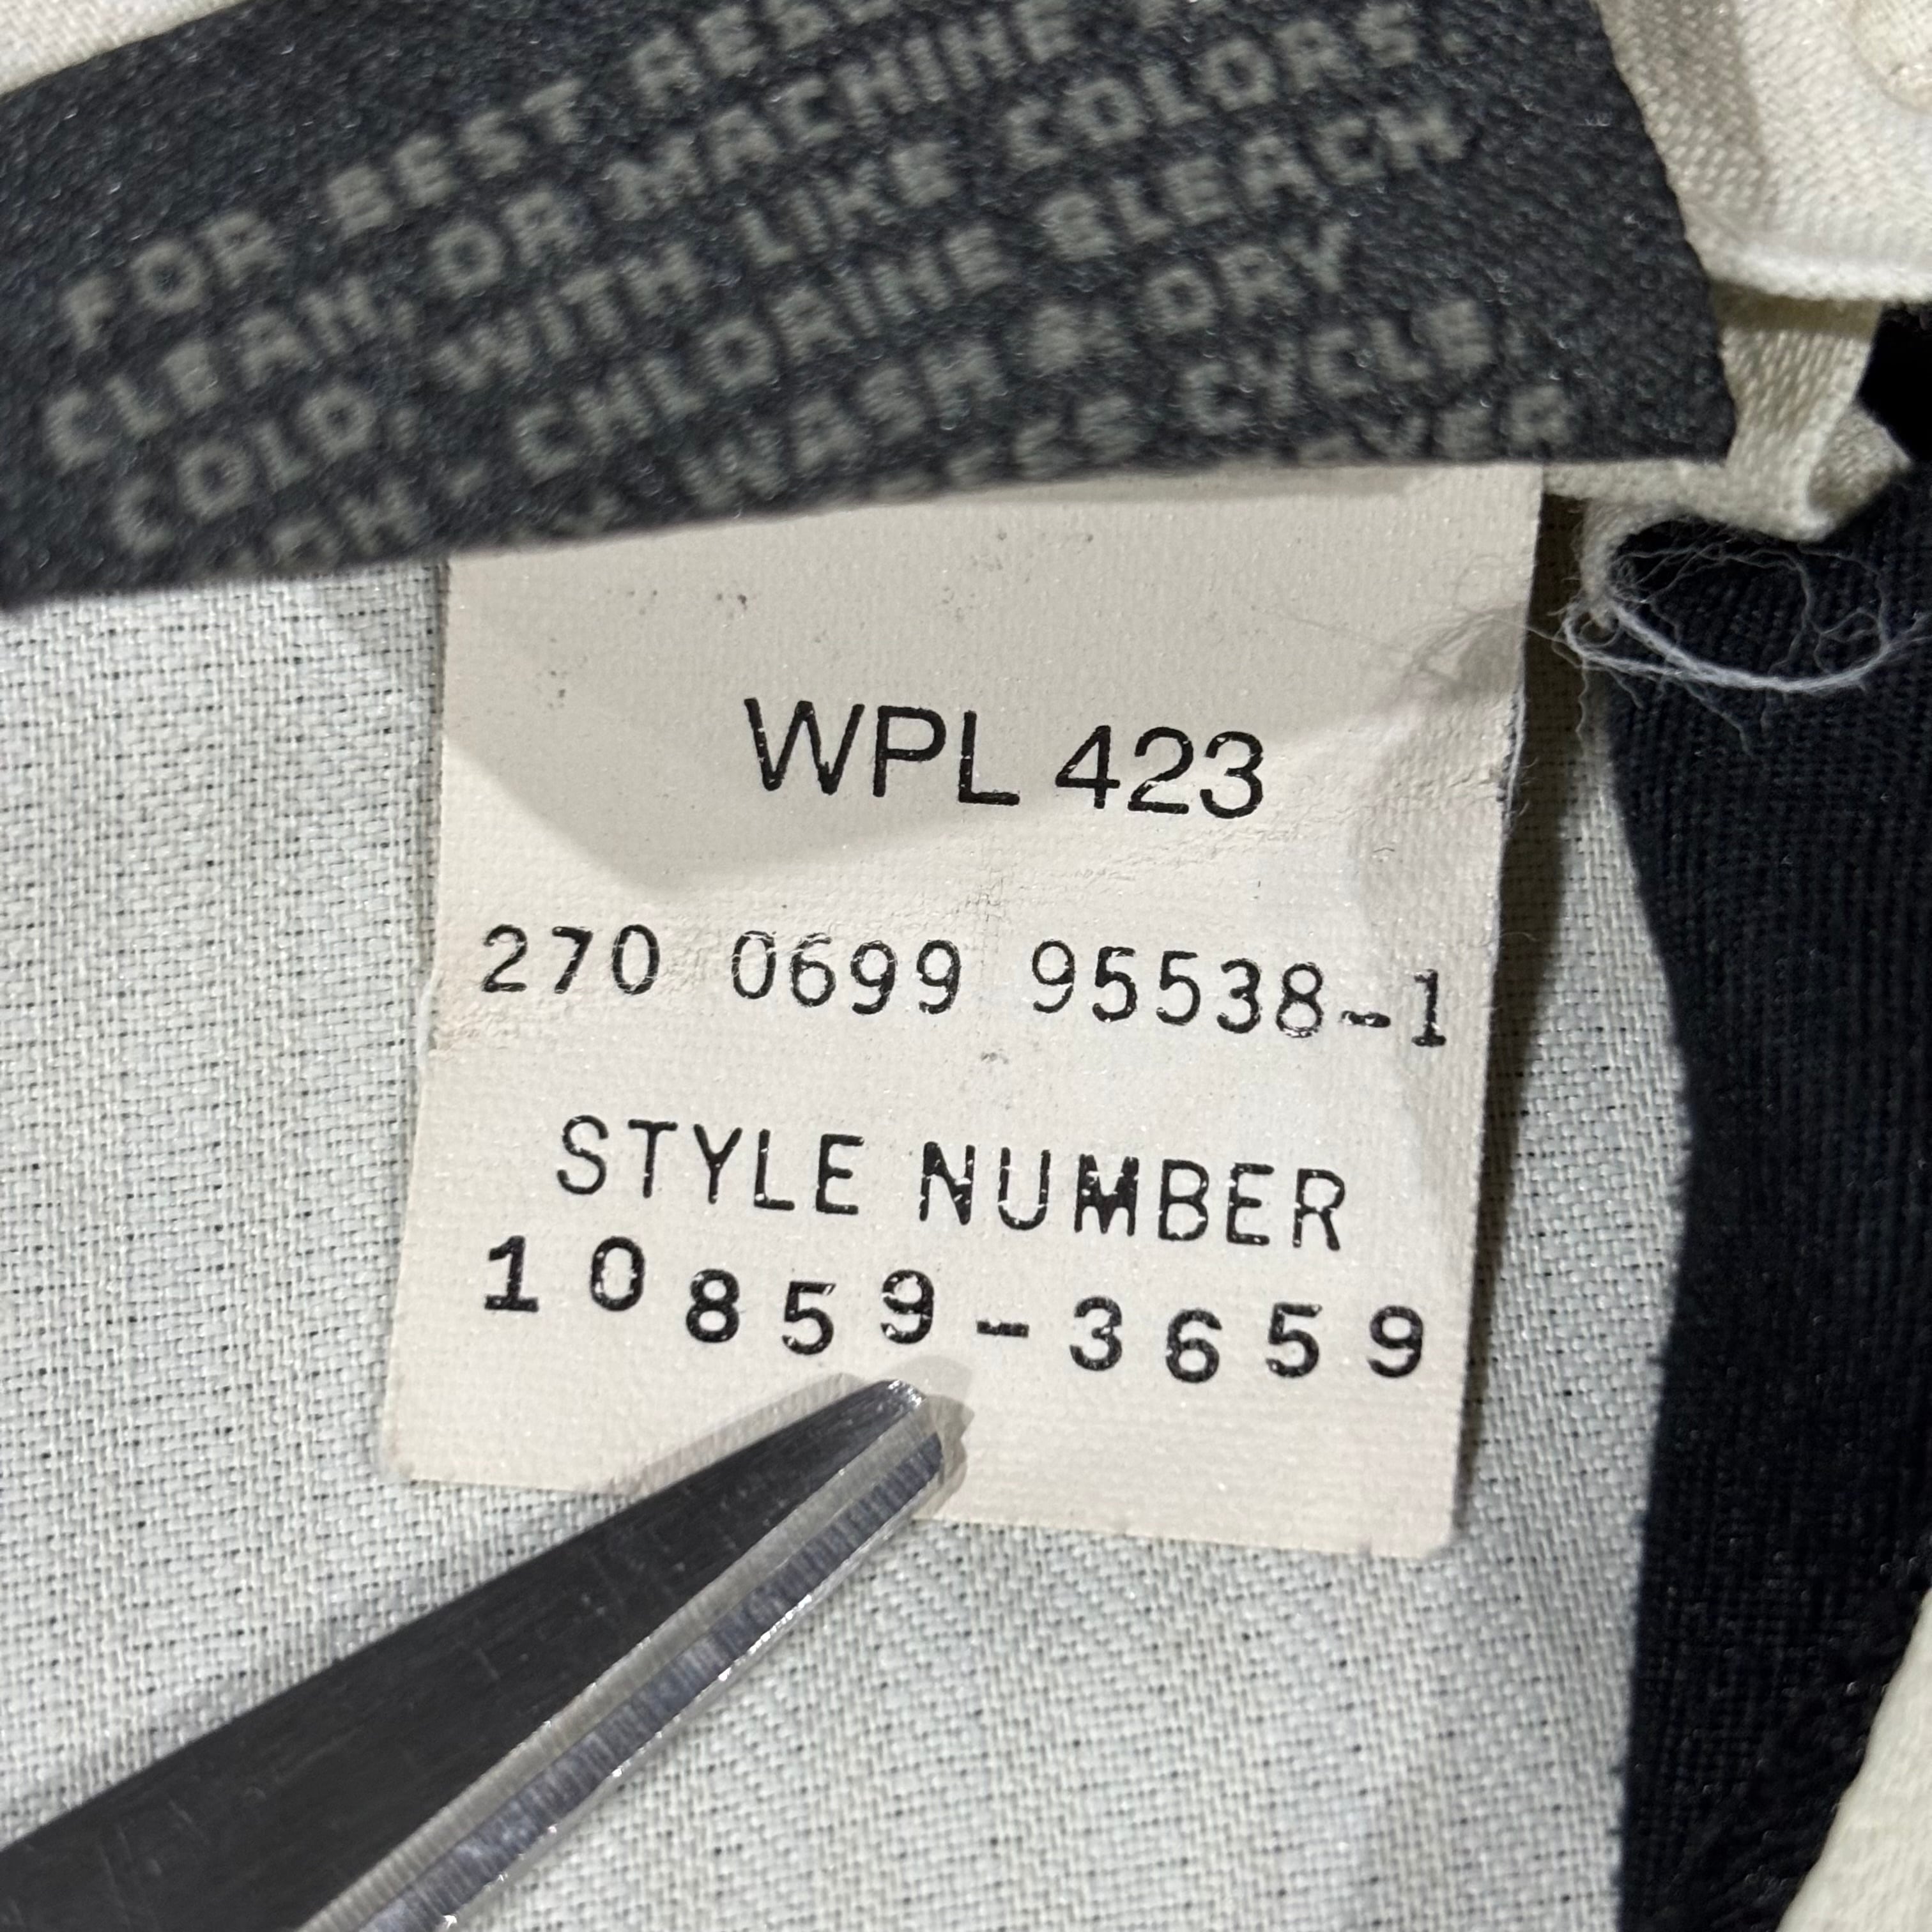 FOR BEST
CLEAN OR MACHINE
COLD, WITH LIKE COLORS.
CHLORINE BLEACH
WASH & DRY
CYCLE.
WPL 423
270 0699 95538-1
STYLE NUMBER
10859-3659